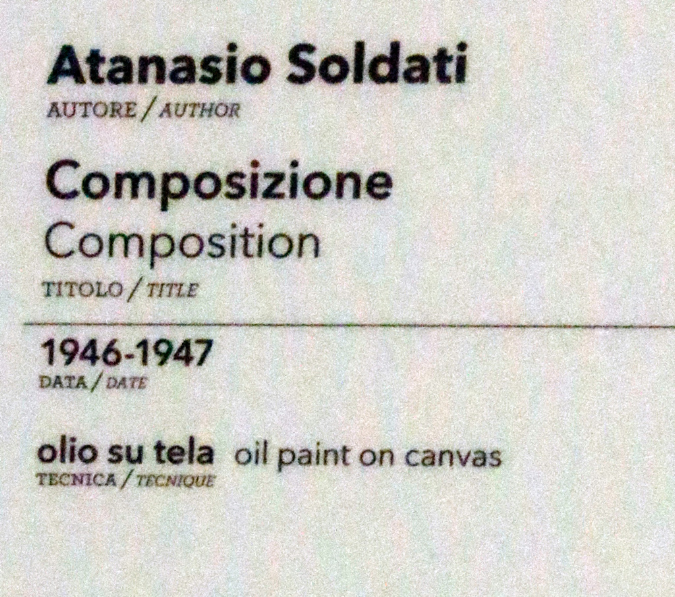 Atanasio Soldati
AUTORE / AUTHOR
Composizione
Composition
TITOLO / TITLE
1946-1947
DATA / DATE
olio su tela oil paint on canvas
TECNICA / TECNIQUE